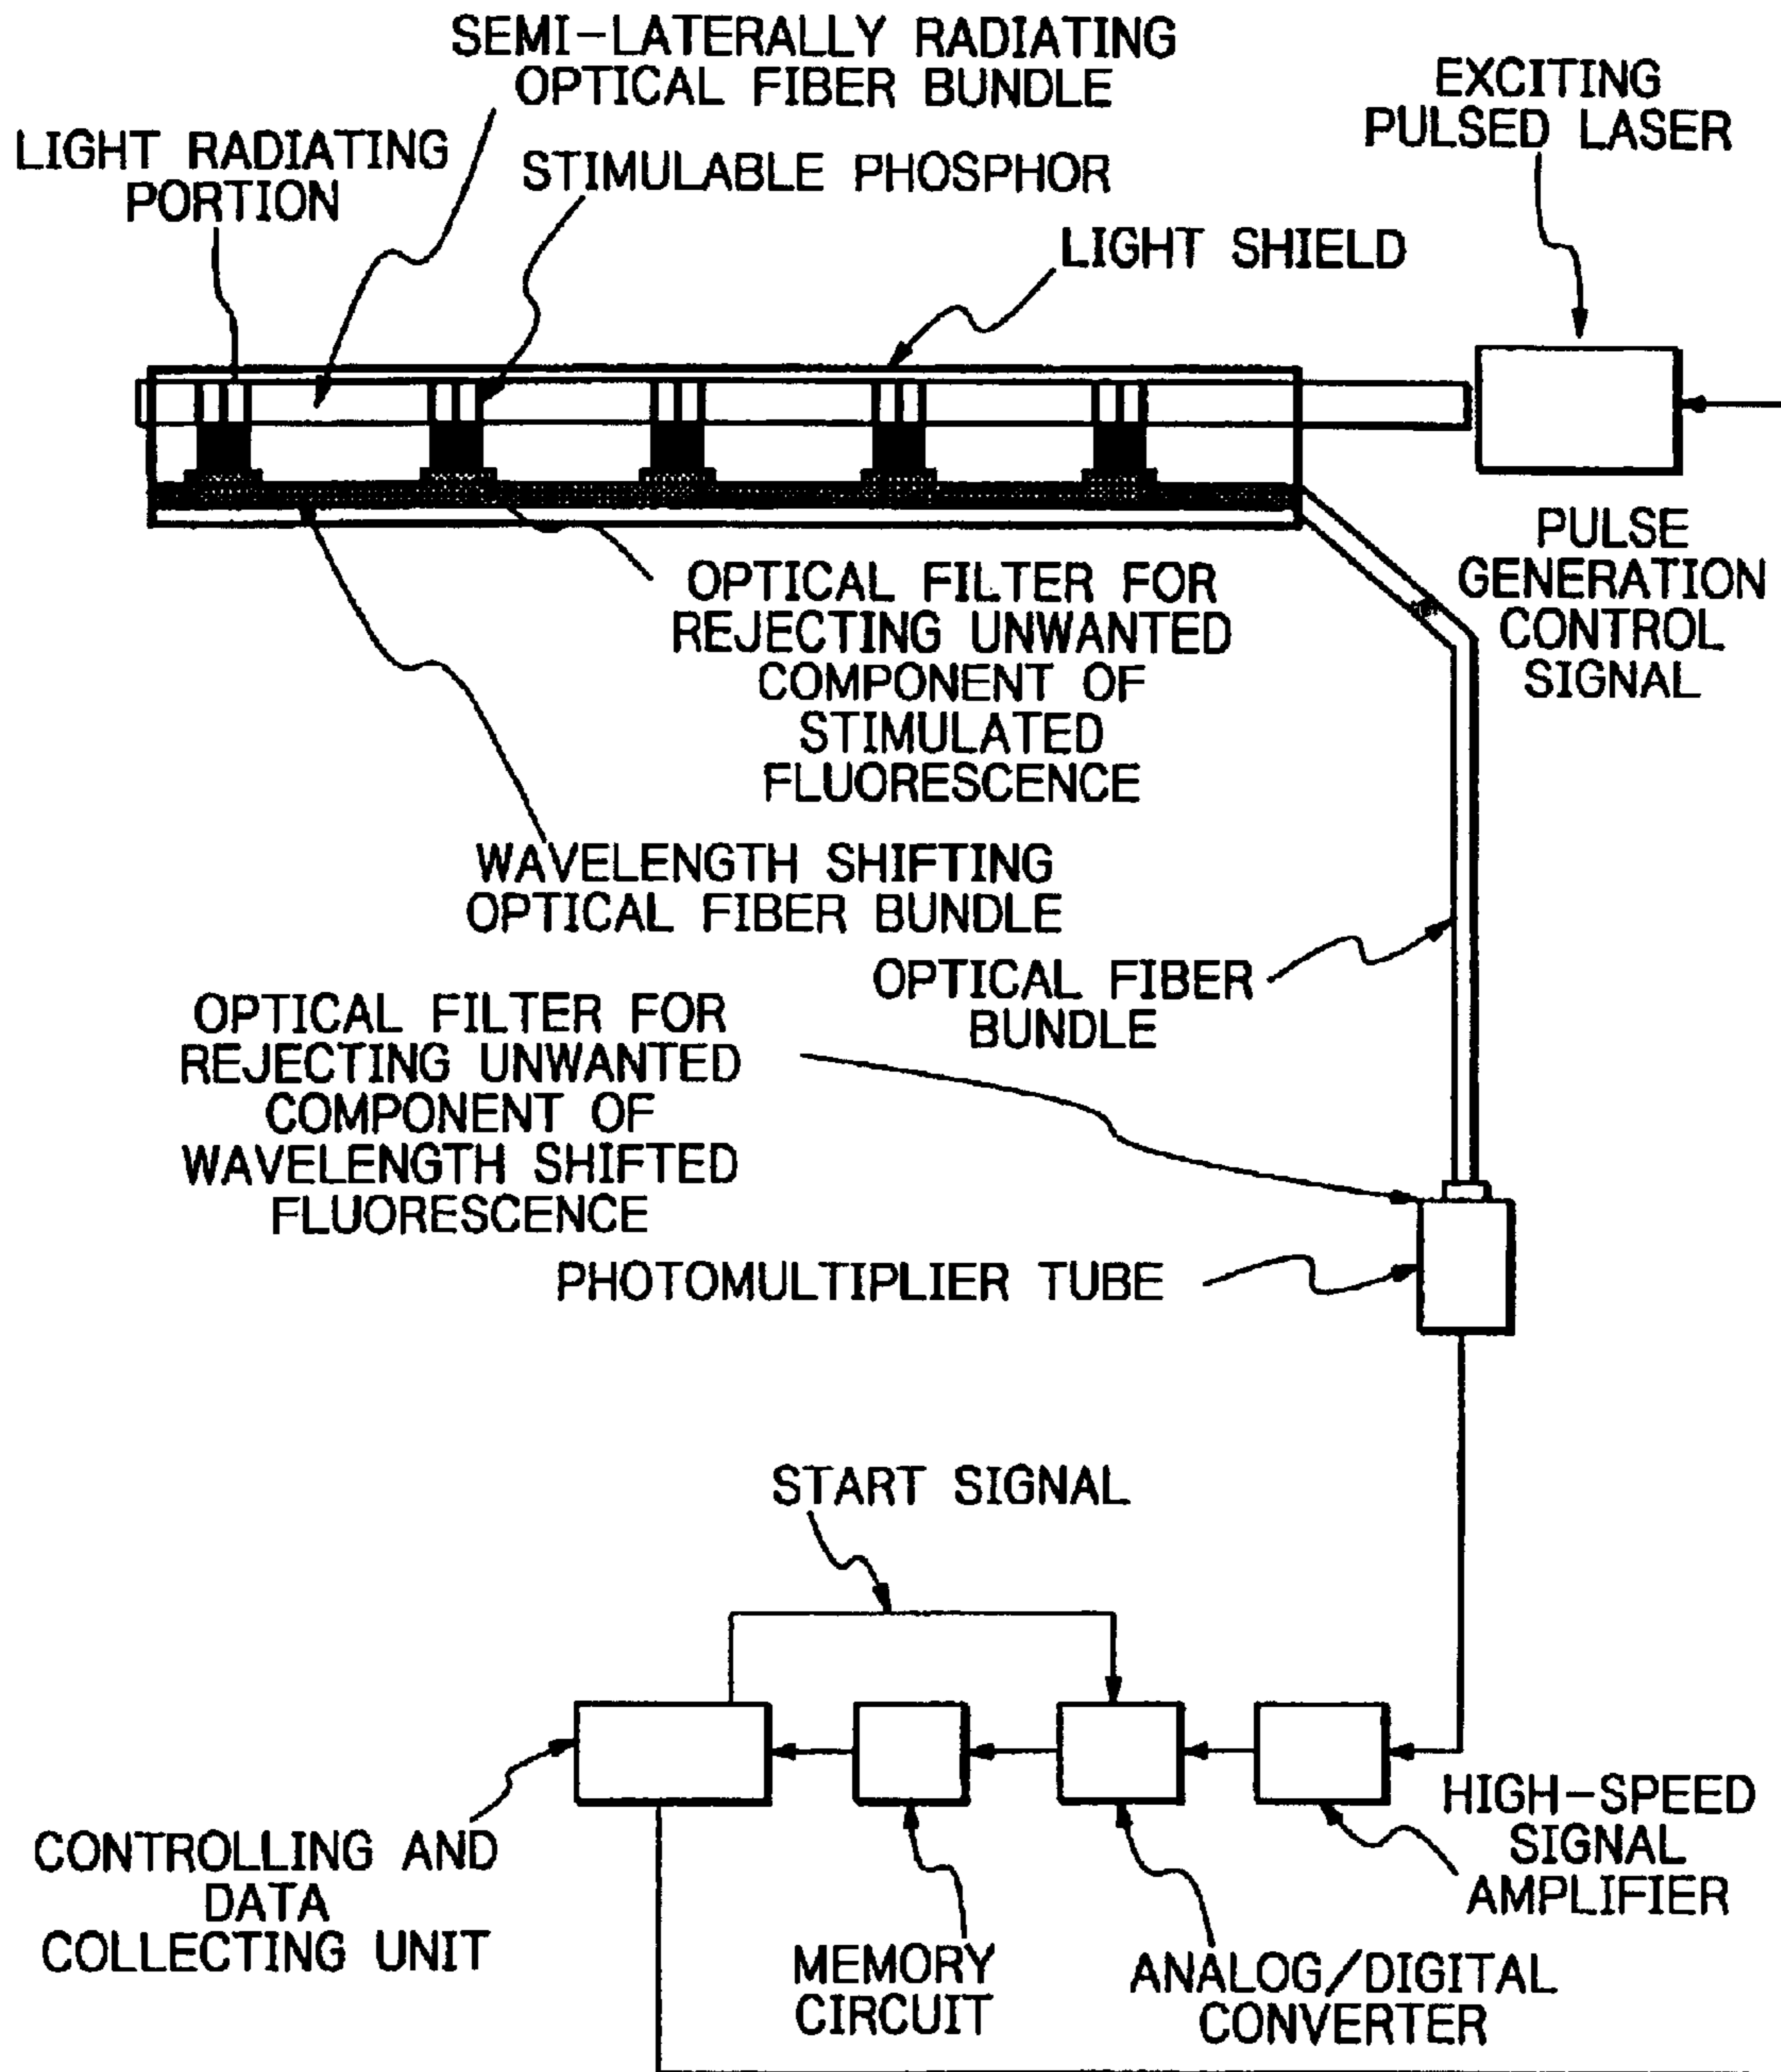 SEMI-LATERALLY RADIATING
OPTICAL FIBER BUNDLE
EXCITING
PULSED LASER
LIGHT RADIATING
PORTION
STIMULABLE PHOSPHOR
LIGHT SHIELD
PULSE
GENERATION
CONTROL
SIGNAL
OPTICAL FILTER FOR
REJECTING UNWANTED
COMPONENT OF
STIMULATED
FLUORESCENCE
WAVELENGTH SHIFTING
OPTICAL FIBER BUNDLE
OPTICAL FIBER
BUNDLE
OPTICAL FILTER FOR
REJECTING UNWANTED
COMPONENT OF
WAVELENGTH SHIFTED
FLUORESCENCE
PHOTOMULTIPLIER TUBE
START SIGNAL
HIGH-SPEED
SIGNAL
AMPLIFIER
CONTROLLING AND
DATA
COLLECTING UNIT
MEMORY
CIRCUIT
ANALOG/DIGITAL
CONVERTER